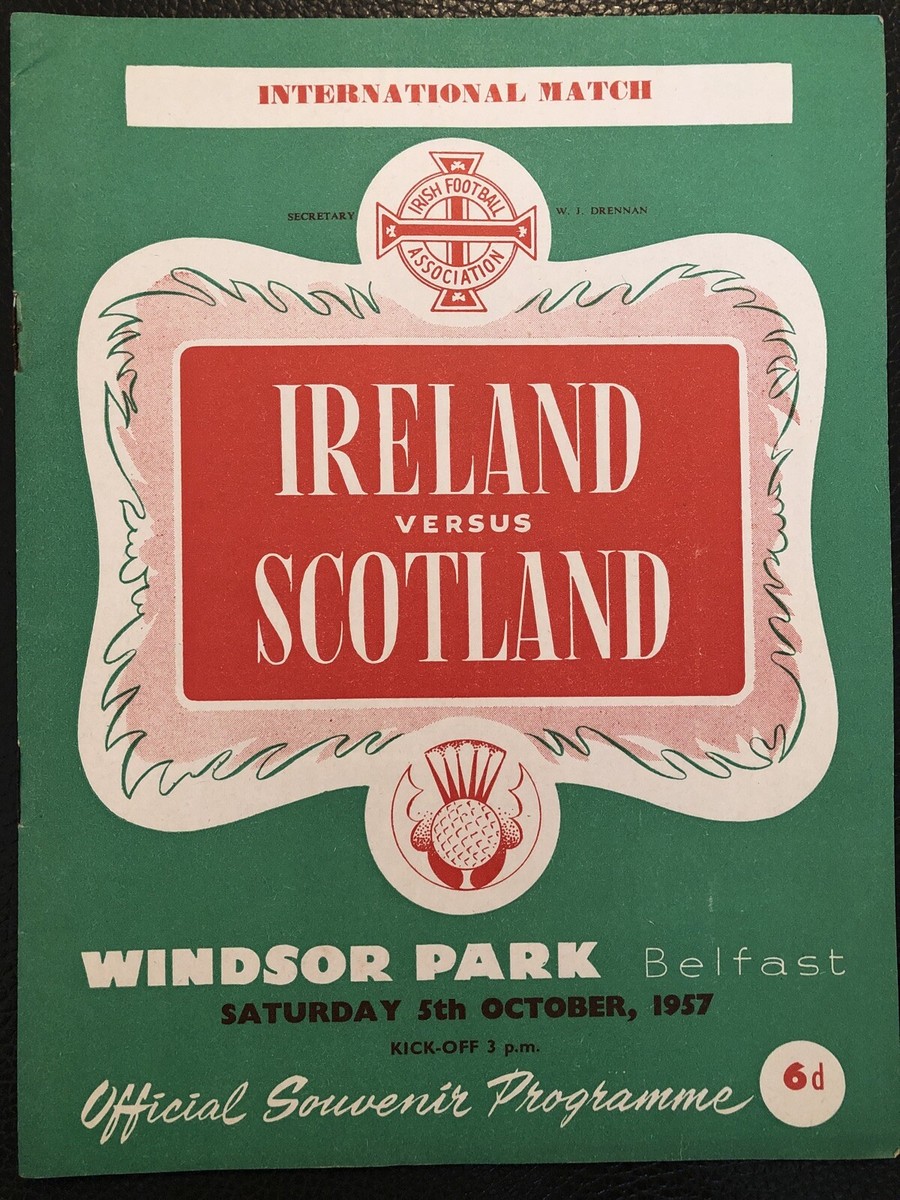 INTERNATIONAL MATCH
SECRETARY
W. J. DRENNAN
IRISH FOOTBALL
ASSOCIATION
IRELAND
VERSUS
SCOTLAND
WINDSOR PARK Belfast
SATURDAY 5th OCTOBER, 1957
KICK-OFF 3 p.m.
Official Souvenir Programme
6d